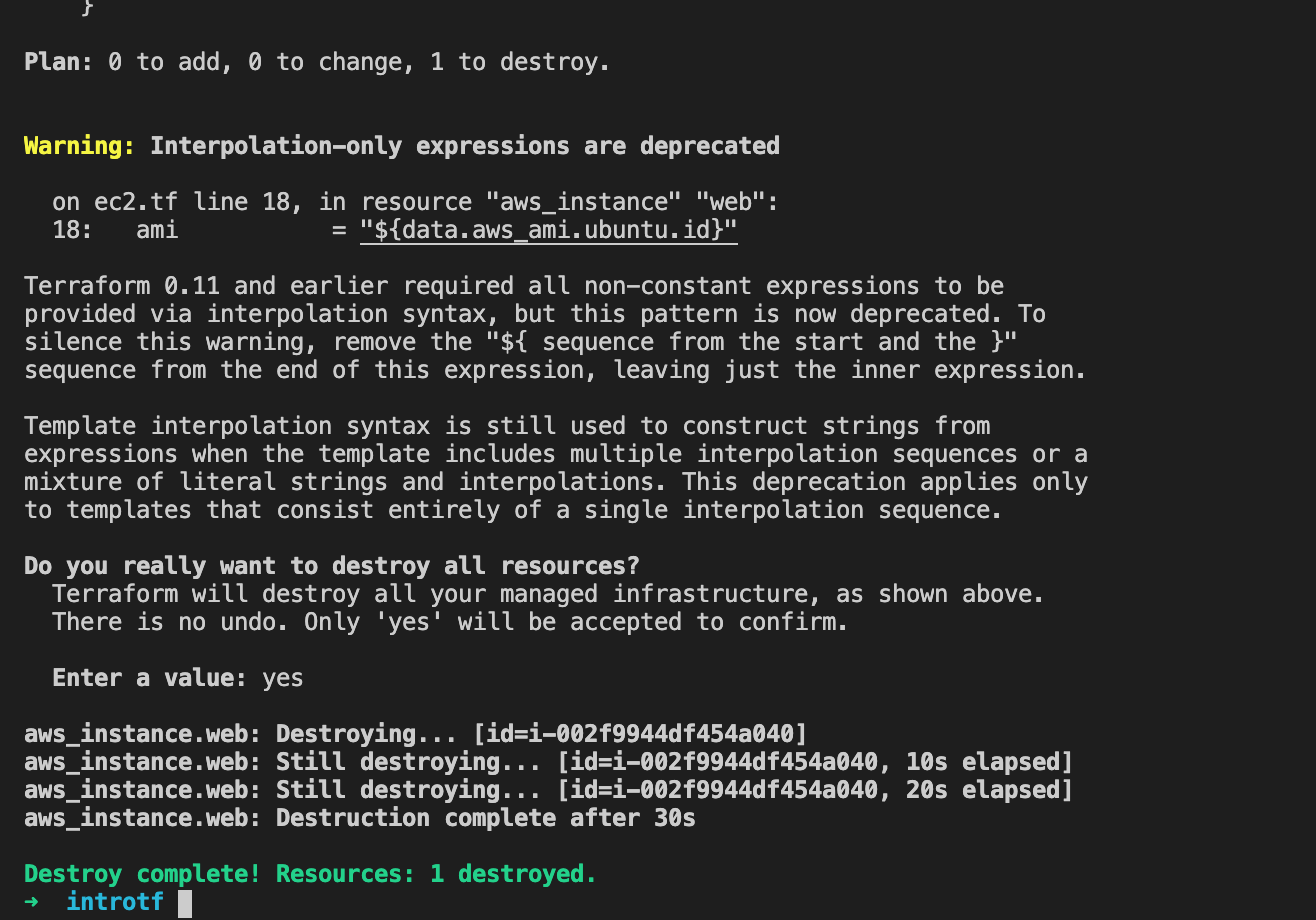 }
Plan: 0 to add, 0 to change, 1 to destroy.
Warning: Interpolation-only expressions are deprecated
on ec2.tf line 18, in resource "aws_instance" "web":
18:   ami           = "${data.aws_ami.ubuntu.id}"
Terraform 0.11 and earlier required all non-constant expressions to be
provided via interpolation syntax, but this pattern is now deprecated. To
silence this warning, remove the "${ sequence from the start and the }"
sequence from the end of this expression, leaving just the inner expression.
Template interpolation syntax is still used to construct strings from
expressions when the template includes multiple interpolation sequences or a
mixture of literal strings and interpolations. This deprecation applies only
to templates that consist entirely of a single interpolation sequence.
Do you really want to destroy all resources?
Terraform will destroy all your managed infrastructure, as shown above.
There is no undo. Only 'yes' will be accepted to confirm.
Enter a value: yes
aws_instance.web: Destroying... [id=i-002f9944df454a040]
aws_instance.web: Still destroying... [id=i-002f9944df454a040, 10s elapsed]
aws_instance.web: Still destroying... [id=i-002f9944df454a040, 20s elapsed]
aws_instance.web: Destruction complete after 30s
Destroy complete! Resources: 1 destroyed.
→ introtf